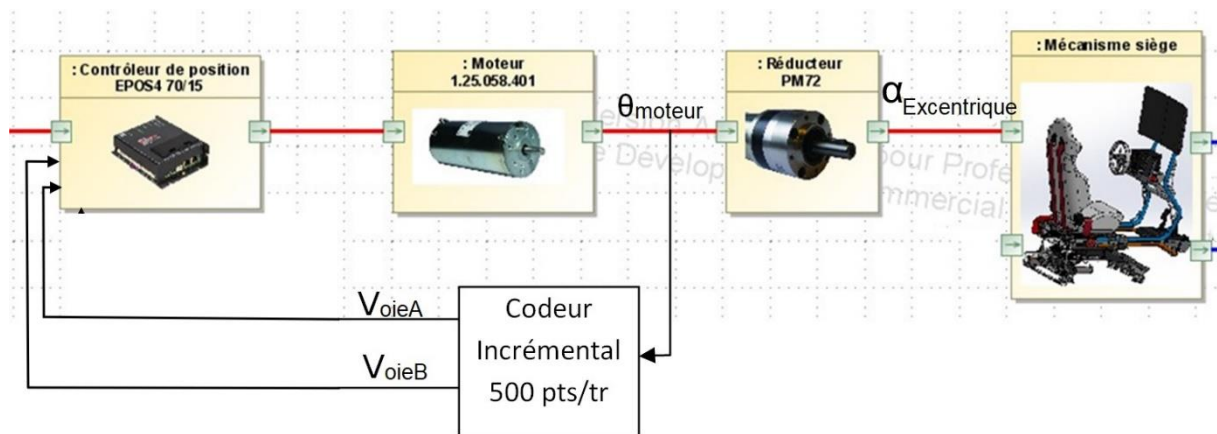 : Contrôleur de position
EPOS4 70/15
: Moteur
1.25.058.401
θmoteur
: Réducteur
PM72
αExcentrique
: Mécanisme siège
VoieA
VoieB
Codeur
Incrémental
500 pts/tr